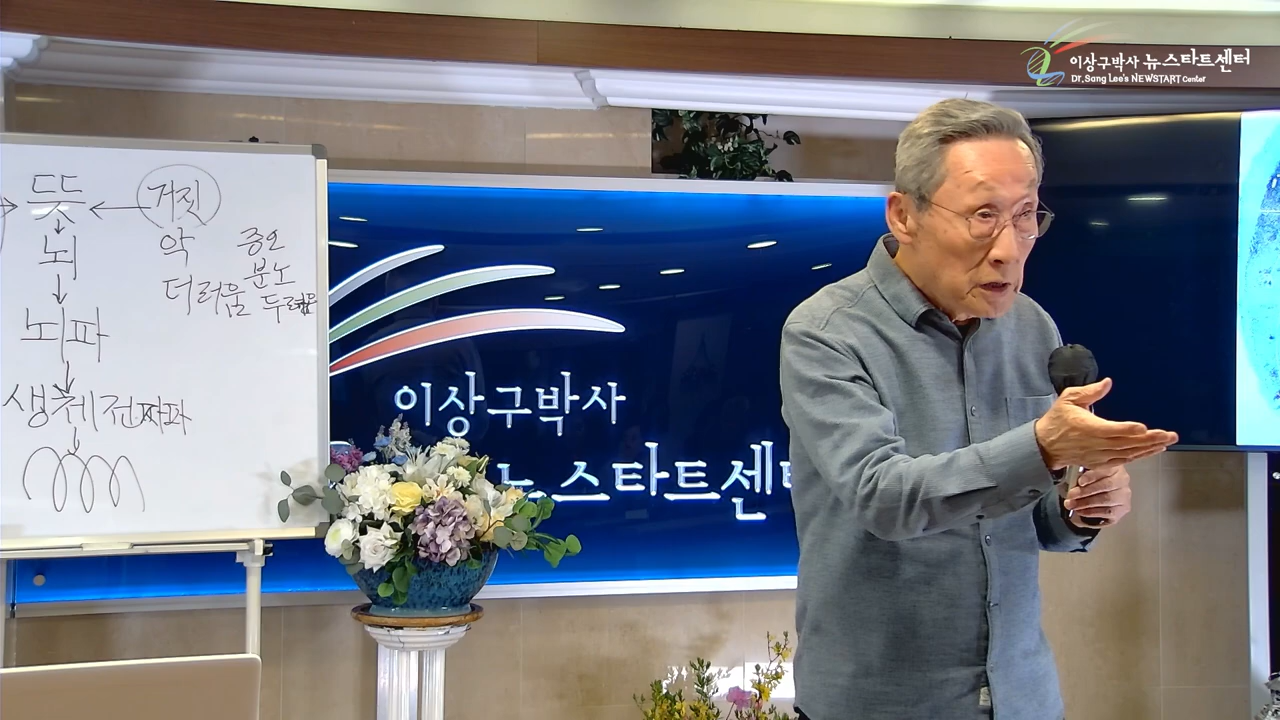 이상구박사 뉴스타트센터
Dr. Sang Lee's NEWSTART Center
뜻 거짓
뇌 악 증오
분노
더러움 두려움
뇌파
생체전파
이상구박사
뉴스타트센터